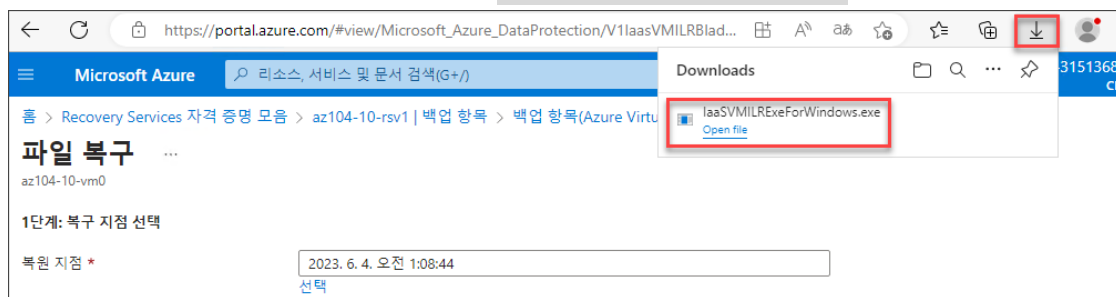 https://portal.azure.com/#view/Microsoft_Azure_DataProtection/V1IaasVMILRBlad...
Downloads
Microsoft Azure
리소스, 서비스 및 문서 검색(G+/)
3151368
IaaSVMILRExeForWindows.exe
Open file
홈 > Recovery Services 자격 증명 모음 > az104-10-rsv1 | 백업 항목 > 백업 항목(Azure Virtu
파일 복구 ...
az104-10-vm0
1단계: 복구 지점 선택
복원 지점 *
2023. 6. 4. 오전 1:08:44
선택